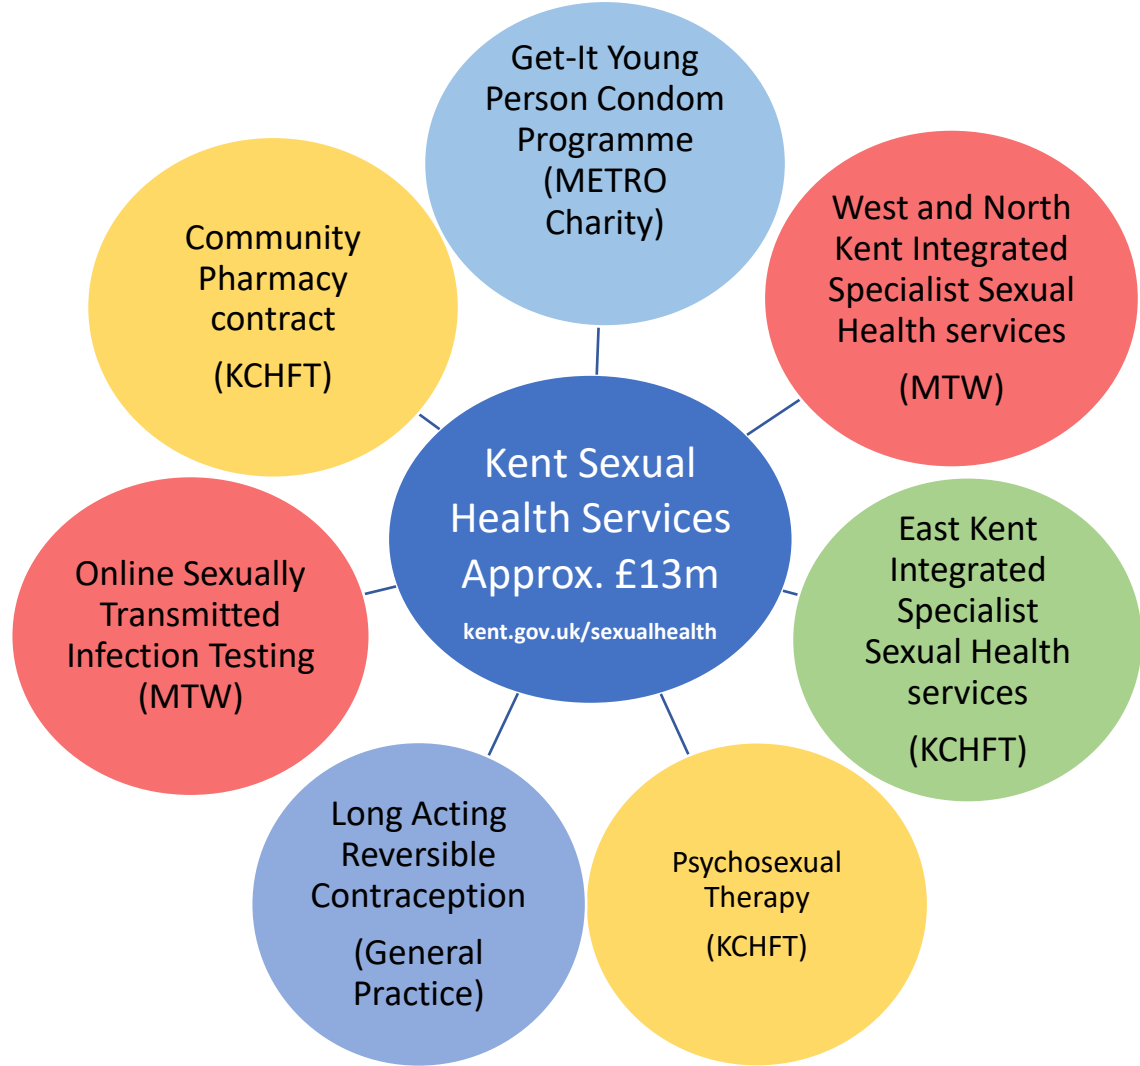 Get-It Young
Person Condom
Programme
(METRO
Charity)
West and North
Kent Integrated
Specialist Sexual
Health services
(MTW)
East Kent
Integrated
Specialist
Sexual Health
services
(KCHFT)
Psychosexual
Therapy
(KCHFT)
Long Acting
Reversible
Contraception
(General
Practice)
Online Sexually
Transmitted
Infection Testing
(MTW)
Community
Pharmacy
contract
(KCHFT)
Kent Sexual
Health Services
Approx. £13m
kent.gov.uk/sexualhealth